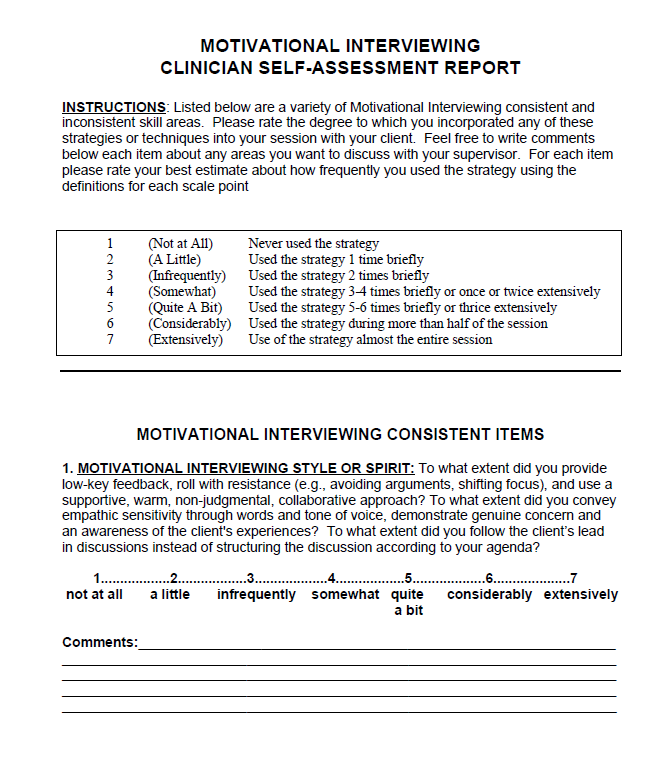 MOTIVATIONAL INTERVIEWING
CLINICIAN SELF-ASSESSMENT REPORT
INSTRUCTIONS: Listed below are a variety of Motivational Interviewing consistent and
inconsistent skill areas.  Please rate the degree to which you incorporated any of these
strategies or techniques into your session with your client.  Feel free to write comments
below each item about any areas you want to discuss with your supervisor.  For each item
please rate your best estimate about how frequently you used the strategy using the
definitions for each scale point
1 (Not at All) Never used the strategy
2 (A Little) Used the strategy 1 time briefly
3 (Infrequently) Used the strategy 2 times briefly
4 (Somewhat) Used the strategy 3-4 times briefly or once or twice extensively
5 (Quite A Bit) Used the strategy 5-6 times briefly or thrice extensively
6 (Considerably) Used the strategy during more than half of the session
7 (Extensively) Use of the strategy almost the entire session
MOTIVATIONAL INTERVIEWING CONSISTENT ITEMS
1. MOTIVATIONAL INTERVIEWING STYLE OR SPIRIT: To what extent did you provide
low-key feedback, roll with resistance (e.g., avoiding arguments, shifting focus), and use a
supportive, warm, non-judgmental, collaborative approach? To what extent did you convey
empathic sensitivity through words and tone of voice, demonstrate genuine concern and
an awareness of the client's experiences?  To what extent did you follow the client’s lead
in discussions instead of structuring the discussion according to your agenda?
1..................2..................3...................4..................5...................6....................7
not at all a little infrequently somewhat quite considerably extensively
a bit
Comments: